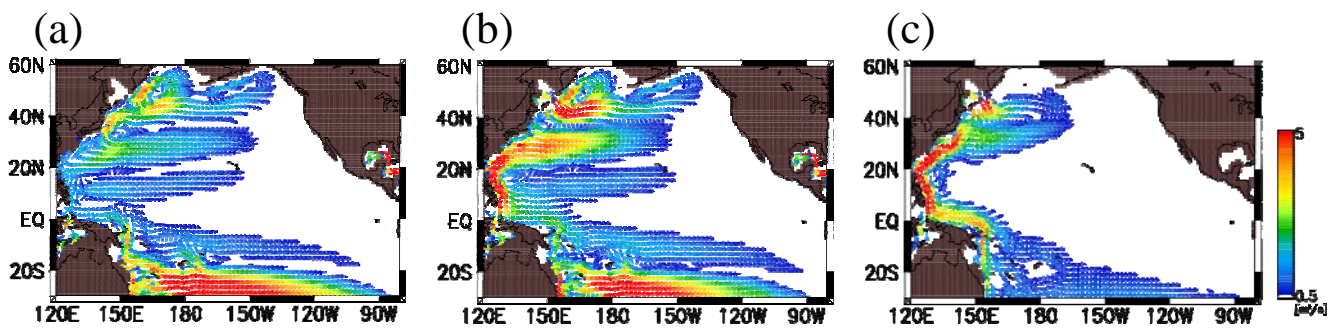 (a) (b) (c)
60N 60N 60N
40N 40N 40N
20N 20N 20N
EQ EQ EQ
20S 20S 20S
120E 150E 180 150W 120W 90W 120E 150E 180 150W 120W 90W 120E 150E 180 150W 120W 90W
5
0.5
[m²/s]